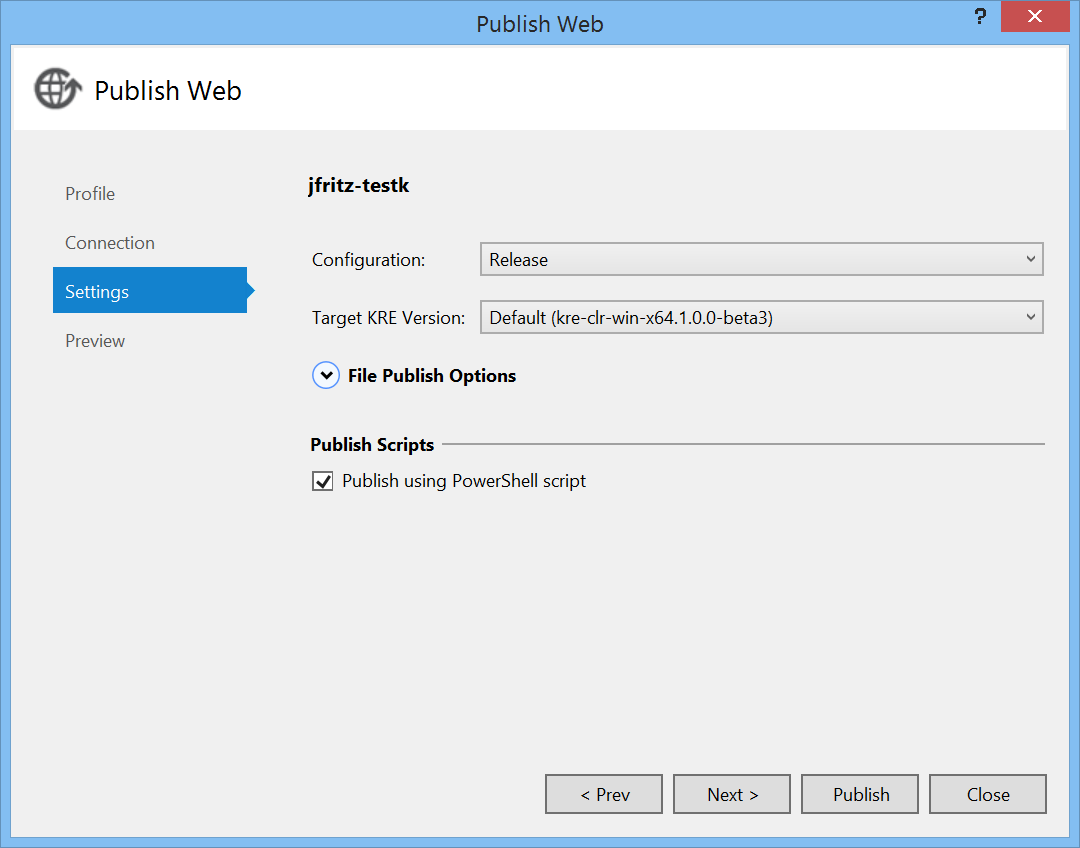 Publish Web
?
Publish Web
Profile
Connection
Settings
Preview
jfritz-testk
Configuration: Release
Target KRE Version: Default (kre-clr-win-x64.1.0.0-beta3)
File Publish Options
Publish Scripts
Publish using PowerShell script
< Prev Next > Publish Close